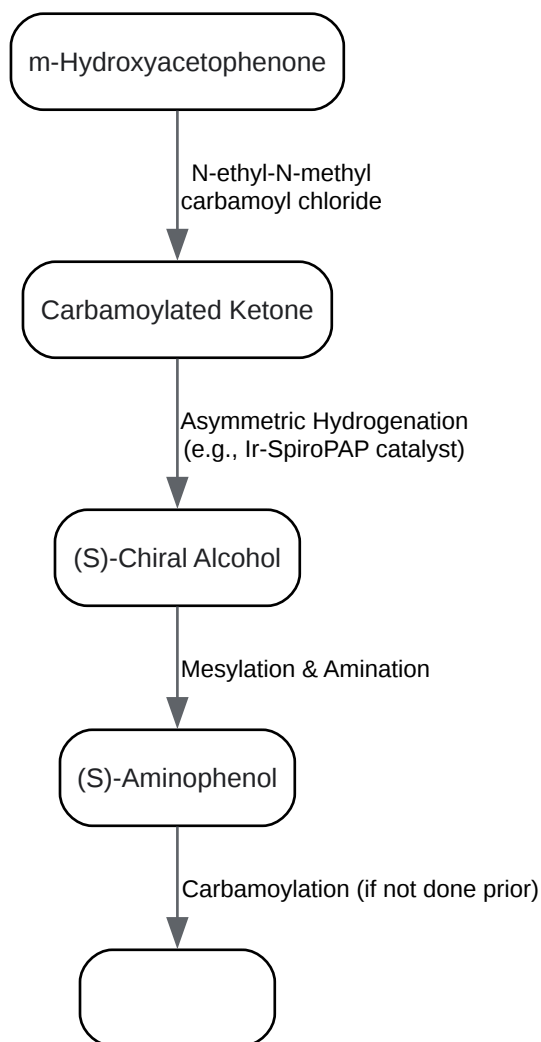 m-Hydroxyacetophenone
N-ethyl-N-methyl
carbamoyl chloride
Carbamoylated Ketone
Asymmetric Hydrogenation
(e.g., Ir-SpiroPAP catalyst)
(S)-Chiral Alcohol
Mesylation & Amination
(S)-Aminophenol
Carbamoylation (if not done prior)